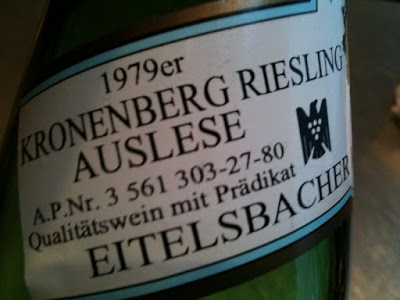 1979er
KRONENBERG RIESLING
AUSLESE
A.P.Nr. 3 561 303-27-80
Qualitätswein mit Prädikat
EITELSBACHER